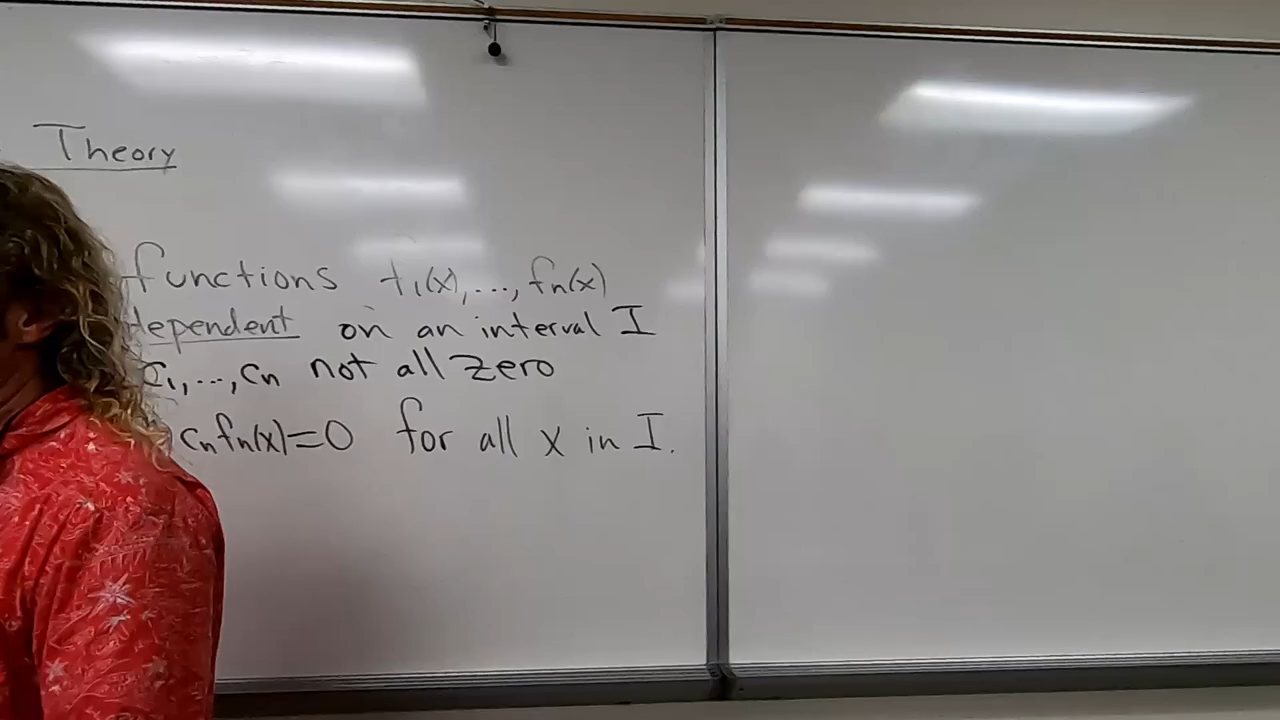 Theory
functions f₁(x), ..., fₙ(x)
dependent on an interval I
c₁, ..., cₙ not all zero
cₙfₙ(x)=0 for all x in I.